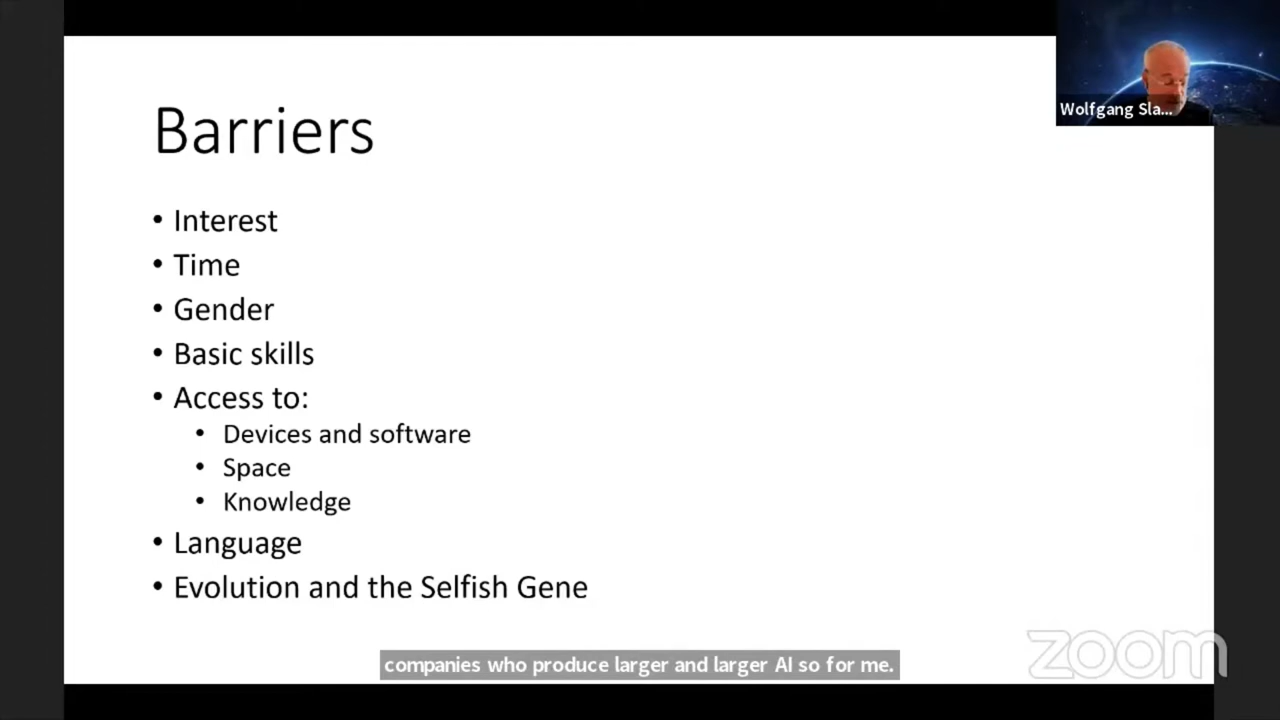 Barriers
Wolfgang Sla...
• Interest
• Time
• Gender
• Basic skills
• Access to:
• Devices and software
• Space
• Knowledge
• Language
• Evolution and the Selfish Gene
companies who produce larger and larger AI so for me.
zoom